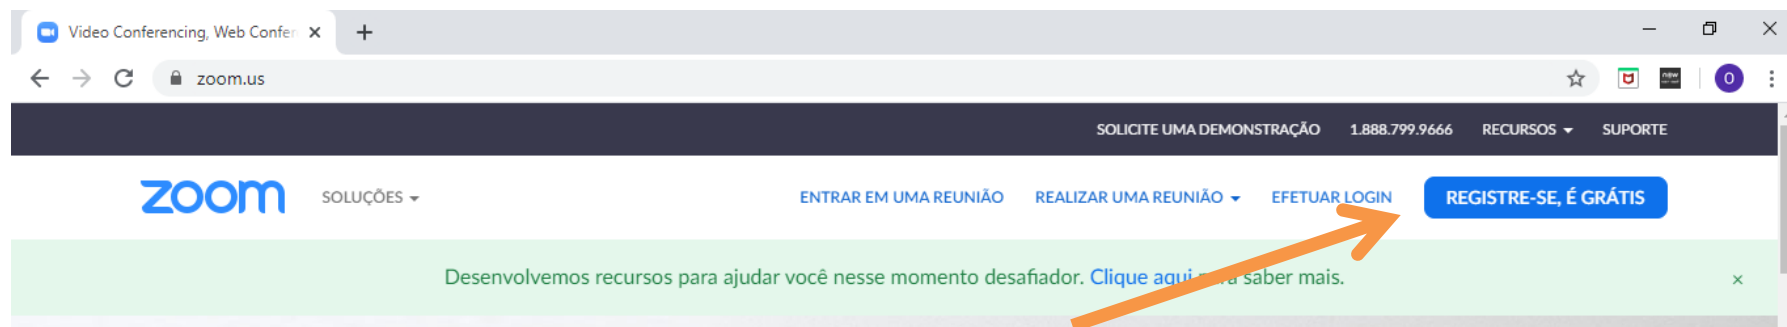 Video Conferencing, Web Confer
zoom.us
O
SOLICITE UMA DEMONSTRAÇÃO 1.888.799.9666 RECURSOS SUPORTE
zoom SOLUÇÕES ENTRAR EM UMA REUNIÃO REALIZAR UMA REUNIÃO EFETUAR LOGIN REGISTRE-SE, É GRÁTIS
Desenvolvemos recursos para ajudar você nesse momento desafiador. Clique aqui para saber mais.